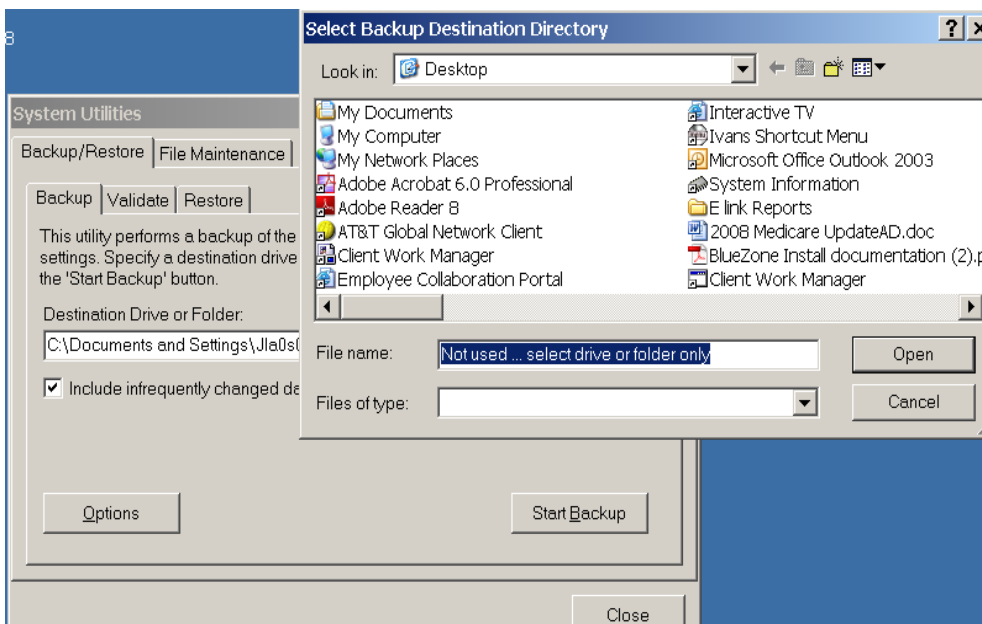 8
System Utilities
Backup/Restore
File Maintenance
Backup
Validate
Restore
This utility performs a backup of the
settings. Specify a destination drive
the 'Start Backup' button.
Destination Drive or Folder:
C:\Documents and Settings\Jla0s
Include infrequently changed da
Options
Start Backup
Close
Select Backup Destination Directory
Look in:
Desktop
My Documents
My Computer
My Network Places
Adobe Acrobat 6.0 Professional
Adobe Reader 8
AT&T Global Network Client
Client Work Manager
Employee Collaboration Portal
Interactive TV
Ivans Shortcut Menu
Microsoft Office Outlook 2003
System Information
E link Reports
2008 Medicare UpdateAD.doc
BlueZone Install documentation (2).p
Client Work Manager
File name:
Not used ... select drive or folder only
Open
Files of type:
Cancel